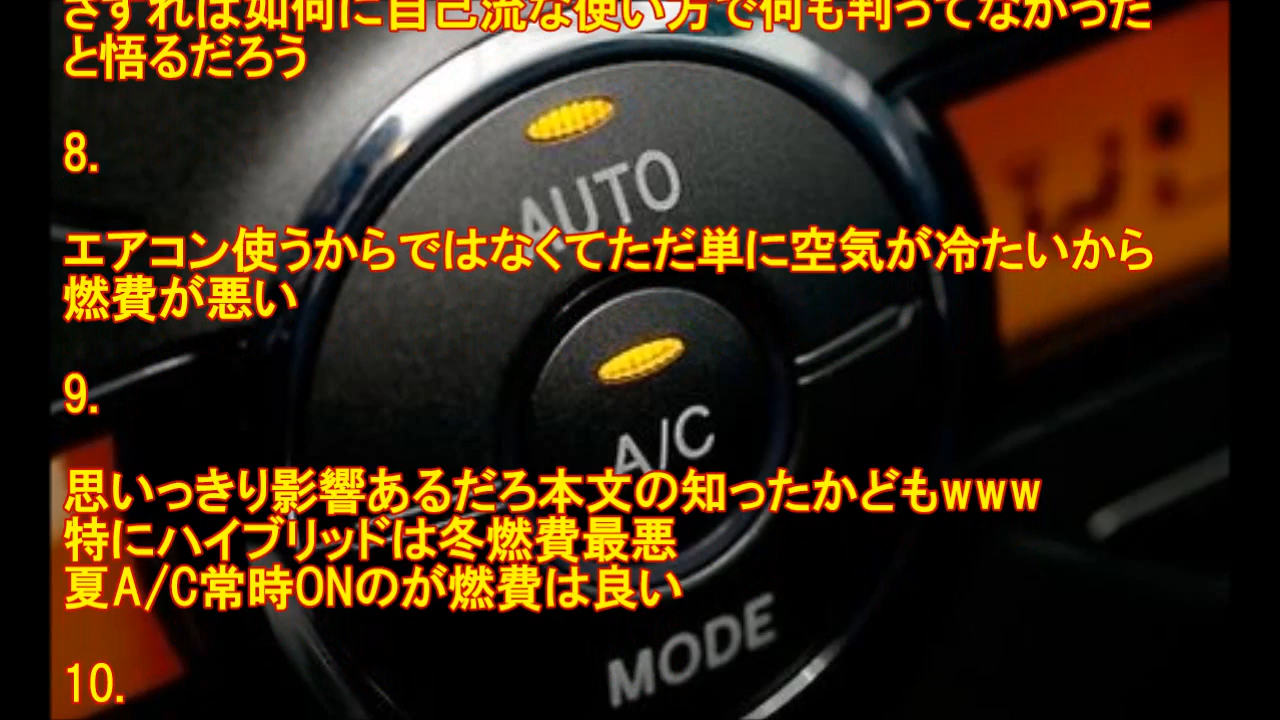 さすれば如何に自己流な使い方で何も判ってなかった
と悟るだろう
8.
エアコン使うからではなくてただ単に空気が冷たいから
燃費が悪い
9.
思いっきり影響あるだろ本文の知ったかどもwww
特にハイブリッドは冬燃費最悪
夏A/C常時ONのが燃費は良い
10.
AUTO
A/C
MODE